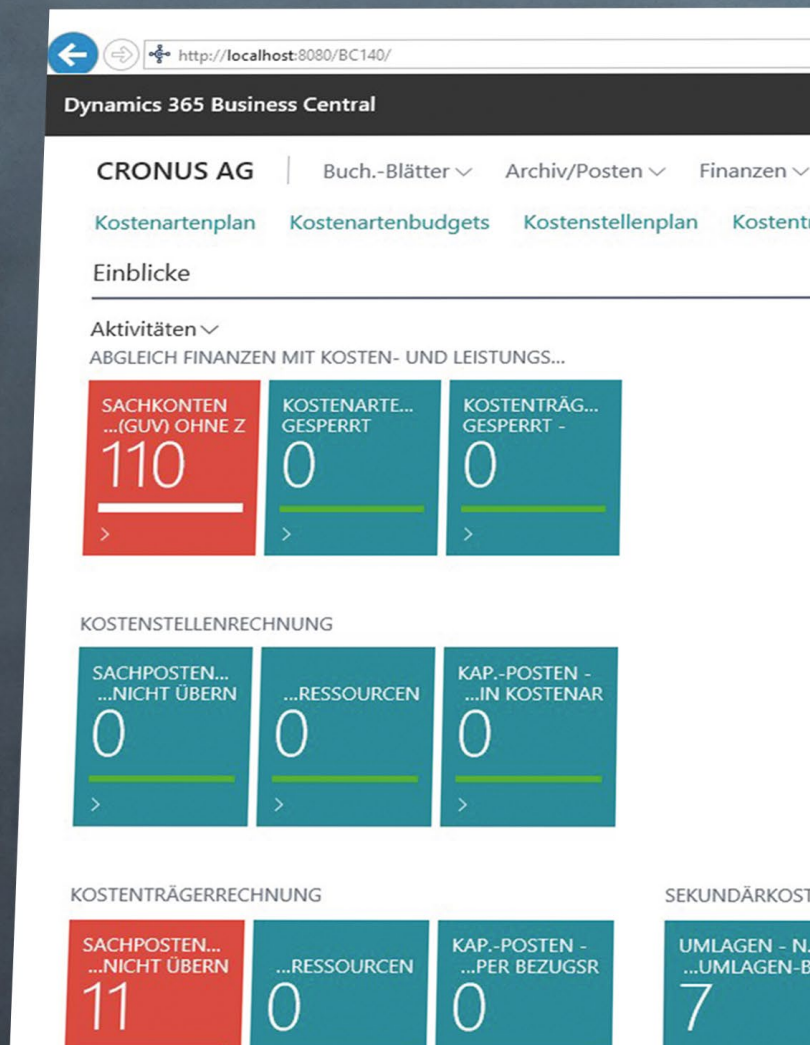 http://localhost:8080/BC140/
Dynamics 365 Business Central
CRONUS AG Buch.-Blätter Archiv/Posten Finanzen
Kostenartenplan Kostenartenbudgets Kostenstellenplan Kostentr
Einblicke
Aktivitäten
ABGLEICH FINANZEN MIT KOSTEN- UND LEISTUNGS...
SACHKONTEN
...(GUV) OHNE Z
110
>
KOSTENARTE...
GESPERRT
0
>
KOSTENTRÄG...
GESPERRT -
0
>
KOSTENSTELLENRECHNUNG
SACHPOSTEN...
...NICHT ÜBERN
0
>
...RESSOURCEN
0
>
KAP.-POSTEN -
...IN KOSTENAR
0
>
KOSTENTRÄGERRECHNUNG
SACHPOSTEN...
...NICHT ÜBERN
11
...RESSOURCEN
0
KAP.-POSTEN -
...PER BEZUGSR
0
SEKUNDÄRKOST
UMLAGEN - N.
...UMLAGEN-B
7